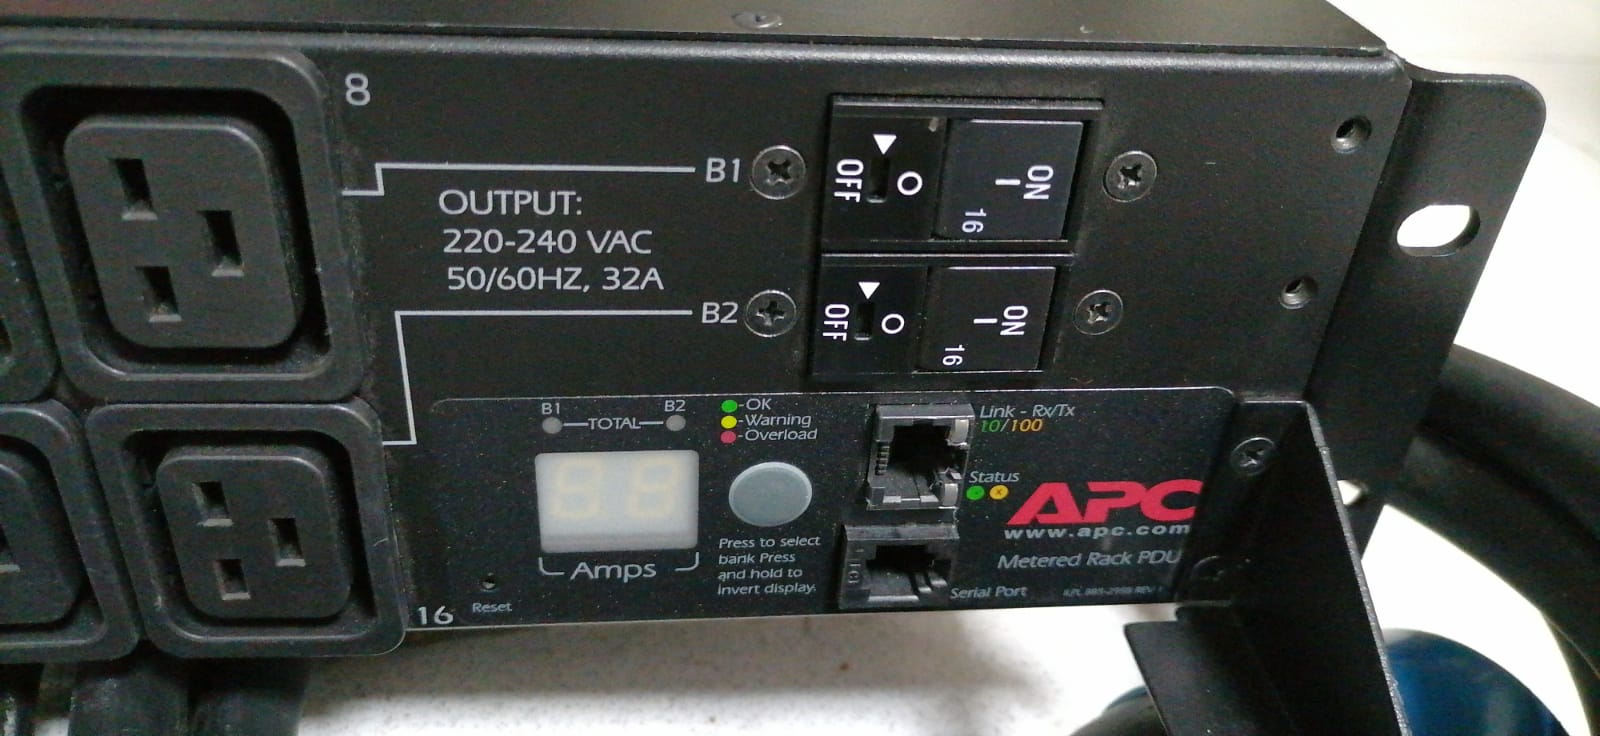 8
B1
OFF
O
ON
I
16
OUTPUT:
220-240 VAC
50/60HZ, 32A
B2
OFF
O
ON
I
16
B1
TOTAL
B2
-OK
-Warning
-Overload
Link - Rx/Tx
10/100
Status
APC
www.apc.com
Amps
Press to select
bank Press
and hold to
invert display.
Metered Rack PDU
Serial Port
16
Reset